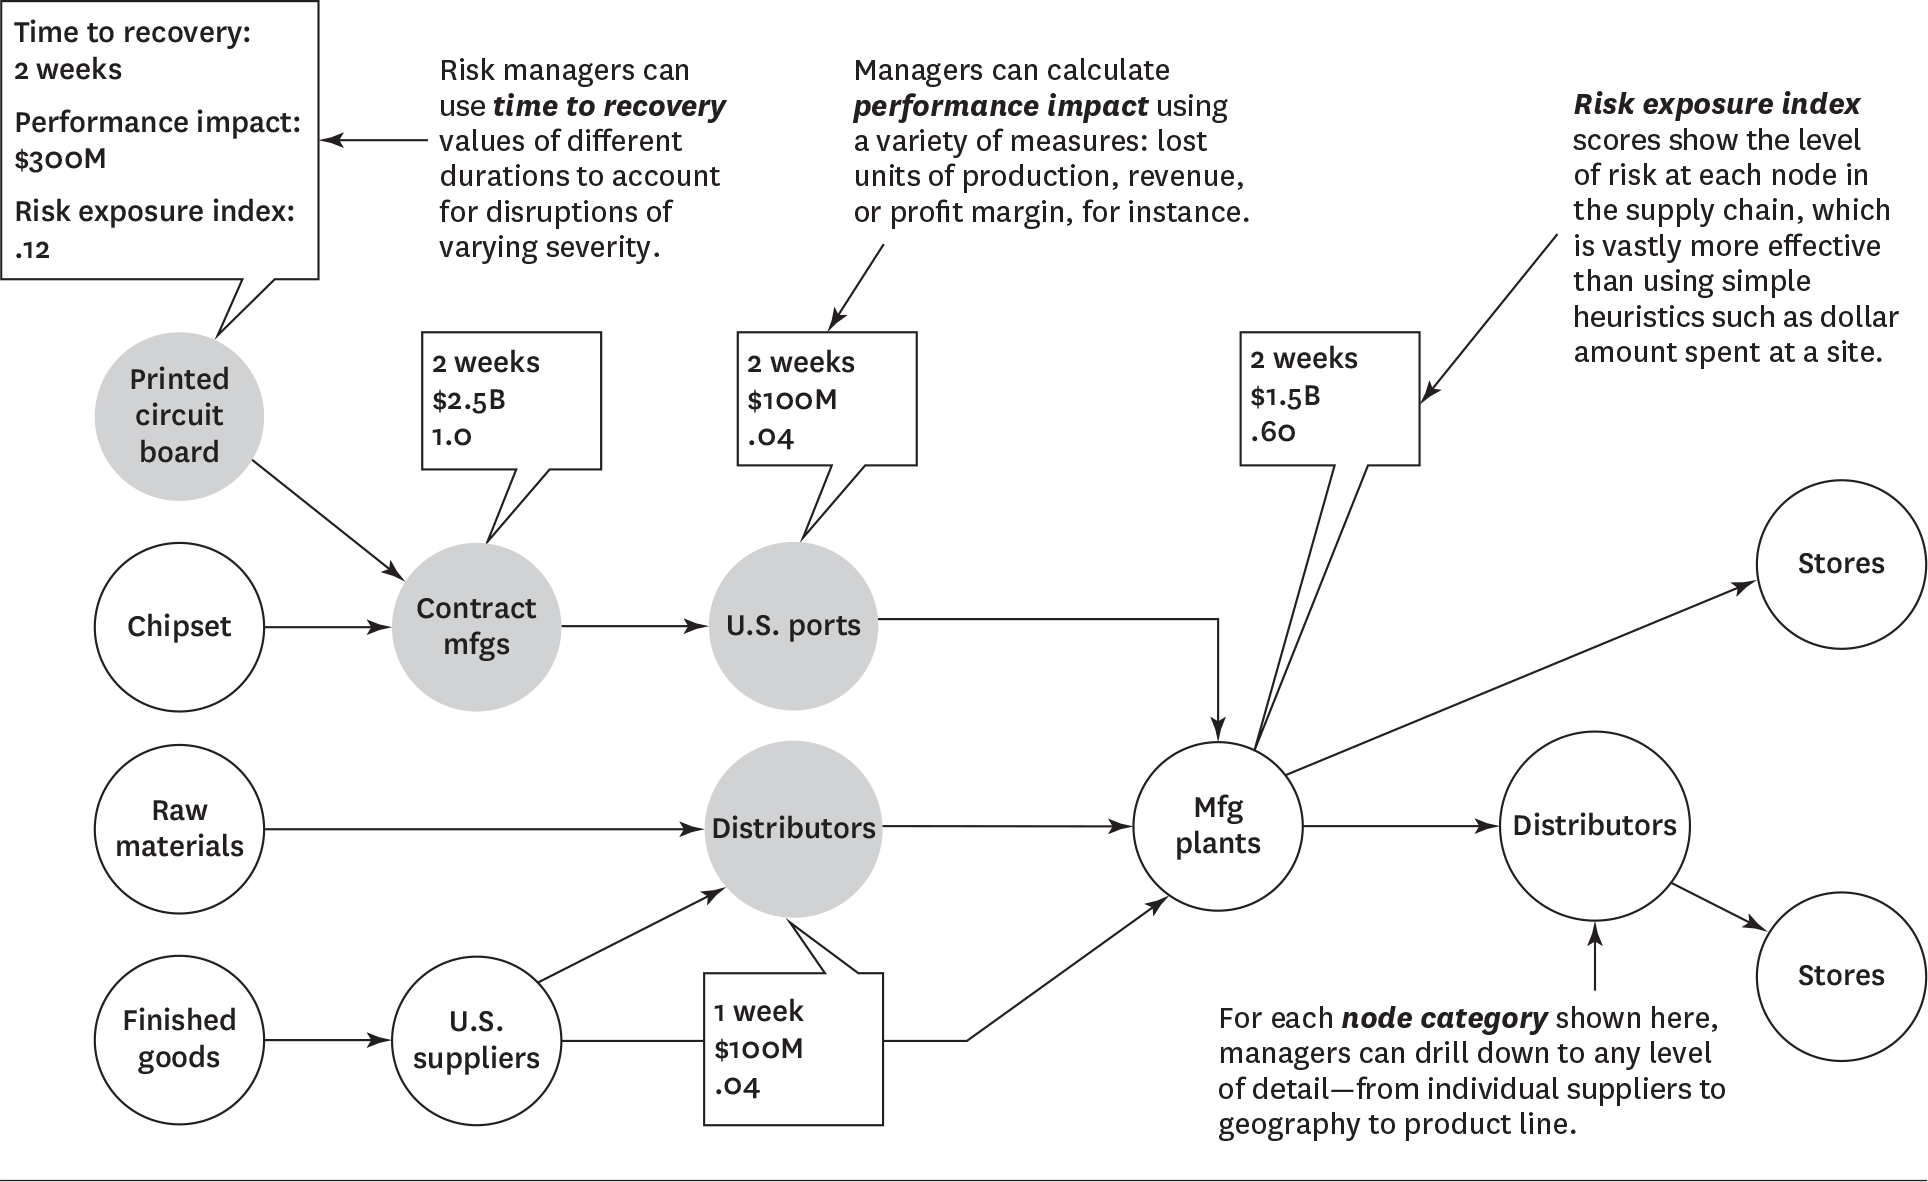 Time to recovery:
2 weeks
Performance impact:
$300M
Risk exposure index:
.12
Risk managers can
use time to recovery
values of different
durations to account
for disruptions of
varying severity.
Managers can calculate
performance impact using
a variety of measures: lost
units of production, revenue,
or profit margin, for instance.
Risk exposure index
scores show the level
of risk at each node in
the supply chain, which
is vastly more effective
than using simple
heuristics such as dollar
amount spent at a site.
Printed
circuit
board
2 weeks
$2.5B
1.0
2 weeks
$100M
.04
2 weeks
$1.5B
.60
Chipset
Contract
mfgs
U.S. ports
Stores
Raw
materials
Distributors
Mfg
plants
Distributors
Finished
goods
U.S.
suppliers
1 week
$100M
.04
Stores
For each node category shown here,
managers can drill down to any level
of detail—from individual suppliers to
geography to product line.